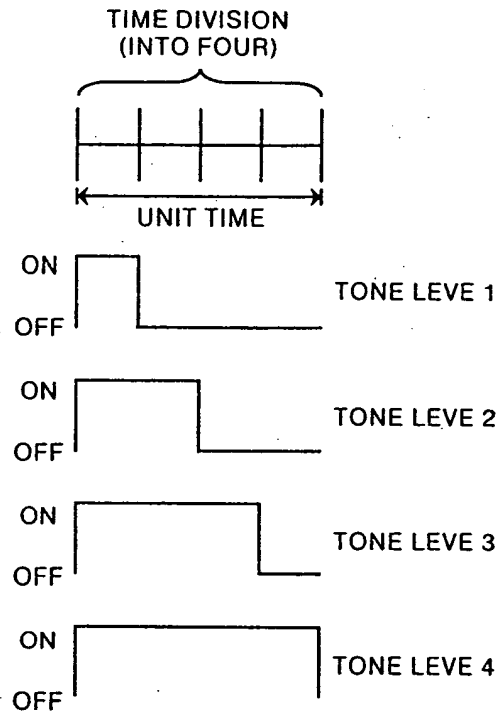 TIME DIVISION
(INTO FOUR)
UNIT TIME
ON
OFF
TONE LEVE 1
ON
OFF
TONE LEVE 2
ON
OFF
TONE LEVE 3
ON
OFF
TONE LEVE 4